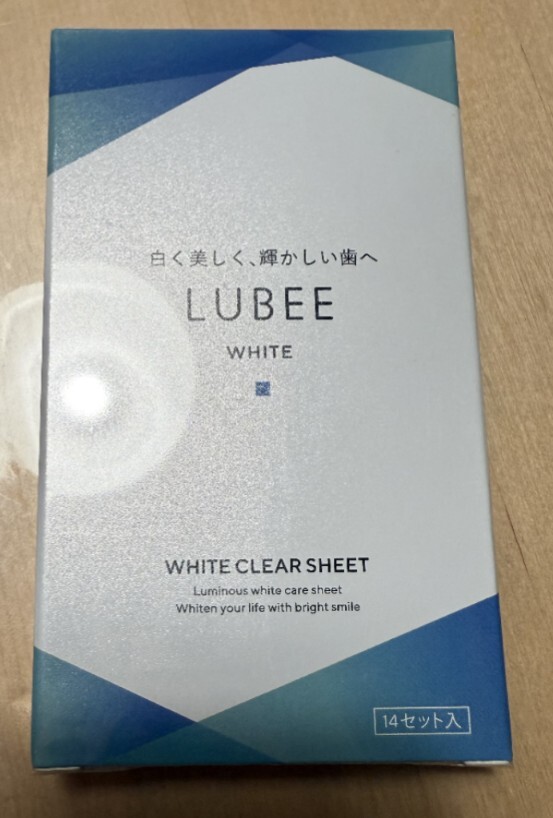 白く美しく、輝かしい歯へ
LUBEE
WHITE
WHITE CLEAR SHEET
Luminous white care sheet
Whiten your life with bright smile
14セット入